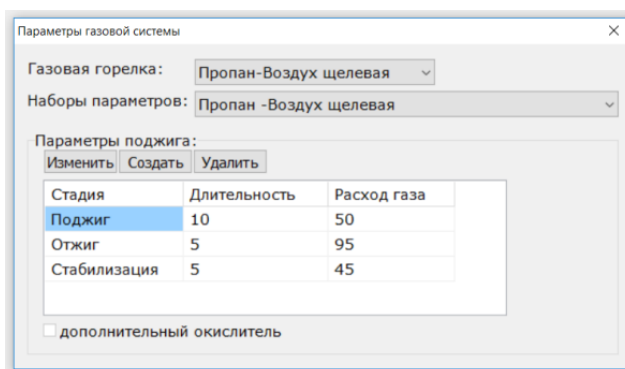 Параметры газовой системы
Газовая горелка: Пропан-Воздух щелевая
Наборы параметров: Пропан -Воздух щелевая
Параметры поджига:
Изменить Создать Удалить
Стадия Длительность Расход газа
Поджиг 10 50
Отжиг 5 95
Стабилизация 5 45
дополнительный окислитель